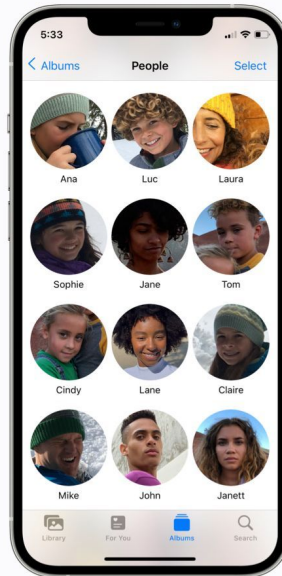 5:33
Albums People Select
Ana Luc Laura
Sophie Jane Tom
Cindy Lane Claire
Mike John Janett
Library For You Albums Search